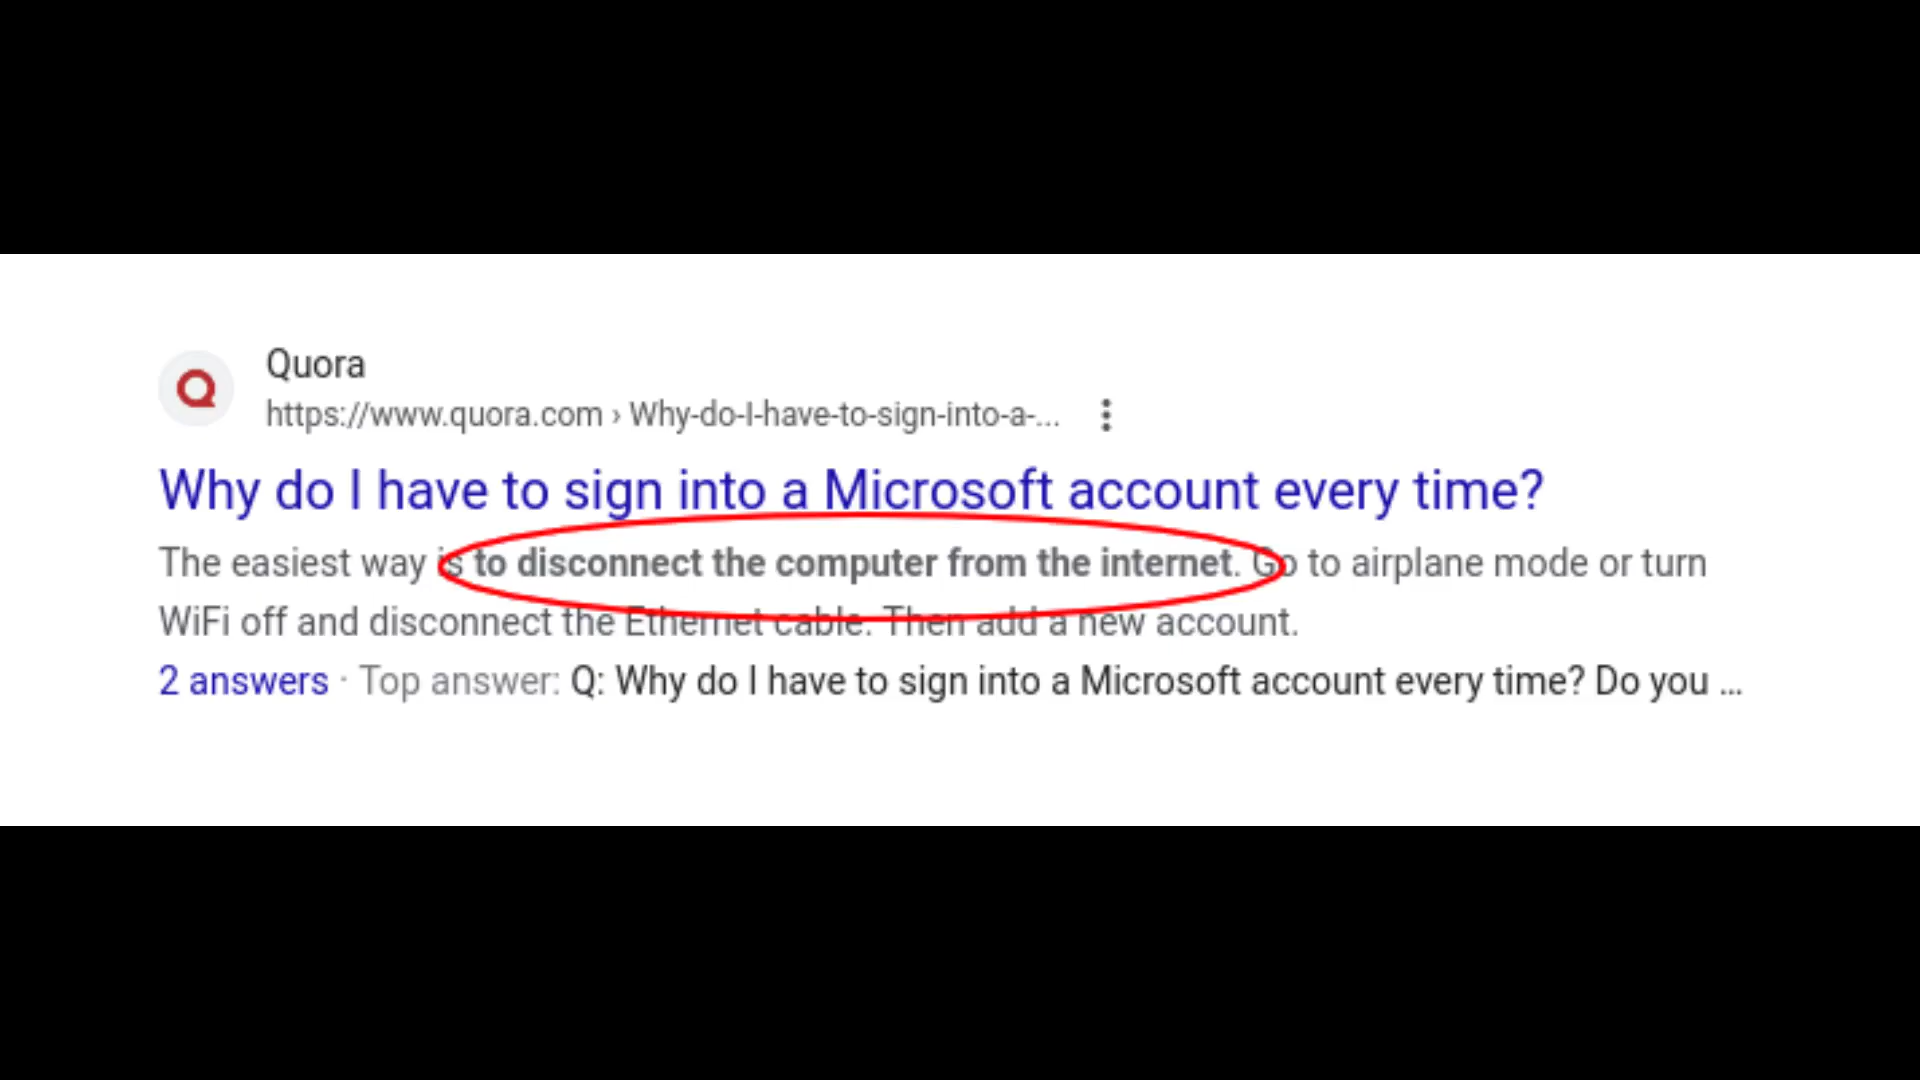 Quora
https://www.quora.com › Why-do-I-have-to-sign-into-a-...
Why do I have to sign into a Microsoft account every time?
The easiest way is to disconnect the computer from the internet. Go to airplane mode or turn
WiFi off and disconnect the Ethernet cable. Then add a new account.
2 answers · Top answer: Q: Why do I have to sign into a Microsoft account every time? Do you ...